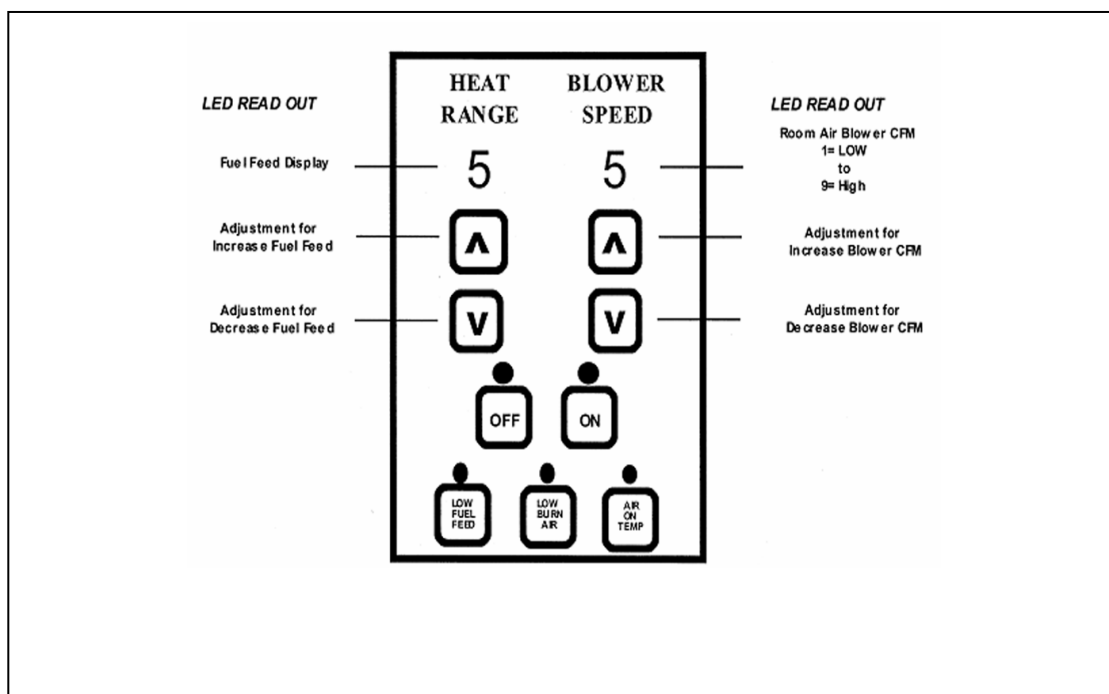 LED READ OUT
Fuel Feed Display
Adjustment for
Increase Fuel Feed
Adjustment for
Decrease Fuel Feed
HEAT
RANGE
5
Λ
V
BLOWER
SPEED
5
Λ
V
OFF
ON
LOW
FUEL
FEED
LOW
BURN
AIR
AIR
ON
TEMP
LED READ OUT
Room Air Blower CFM
1= LOW
to
9= High
Adjustment for
Increase Blower CFM
Adjustment for
Decrease Blower CFM